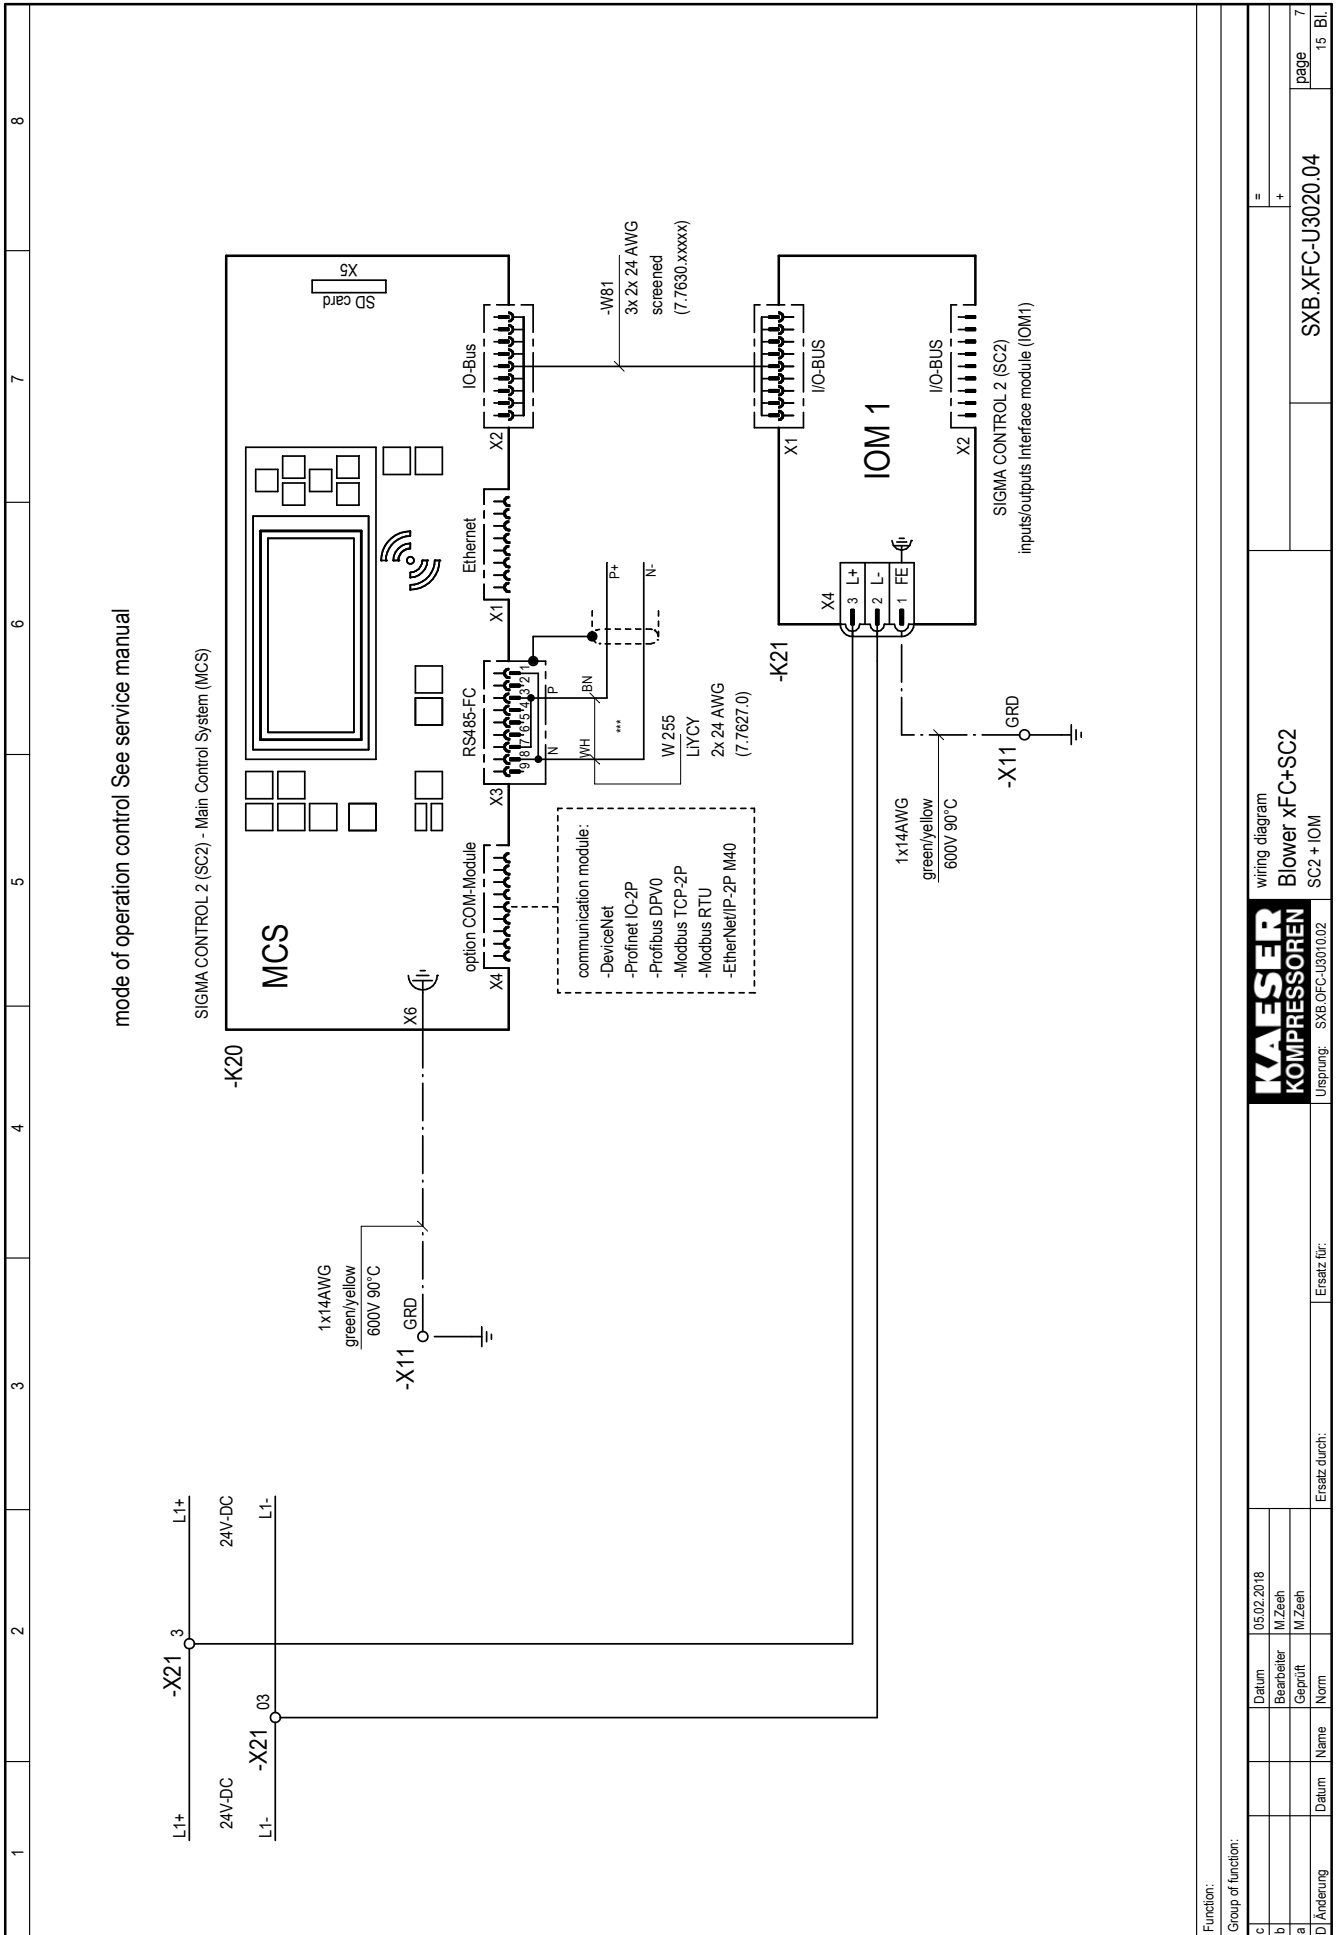 1
2
3
4
5
6
7
8
mode of operation control See service manual
SIGMA CONTROL 2 (SC2) - Main Control System (MCS)
-K20
MCS
SD card
X5
L1+
L1+
-X21
3
24V-DC
24V-DC
L1-
L1-
-X21
03
1x14AWG
green/yellow
600V 90°C
-X11
GRD
X6
X4
option COM-Module
X3
RS485-FC
9 8 7 6 5 4 3 2 1
X1
Ethernet
X2
IO-Bus
N
P
WH
BN
P+
N-
***
W 255
LiYCY
2x 24 AWG
(7.7627.0)
communication module:
-DeviceNet
-Profinet IO-2P
-Profibus DPV0
-Modbus TCP-2P
-Modbus RTU
-EtherNet/IP-2P M40
-W81
3x 2x 24 AWG
screened
(7.7630.xxxxx)
-K21
X1
I/O-BUS
IOM 1
X4
3 L+
2 L-
1 FE
X2
I/O-BUS
SIGMA CONTROL 2 (SC2)
inputs/outputs Interface module (IOM1)
1x14AWG
green/yellow
600V 90°C
-X11
GRD
Function:
Group of function:
c
b
a
D
Änderung
Datum
Name
Datum
05.02.2018
Bearbeiter
M.Zeeh
Geprüft
M.Zeeh
Norm
Ersatz durch:
Ersatz für:
KAESER
KOMPRESSOREN
Ursprung:
SXB.OFC-U3010.02
wiring diagram
Blower xFC+SC2
SC2 + IOM
=
+
SXB.XFC-U3020.04
page
7
15
Bl.